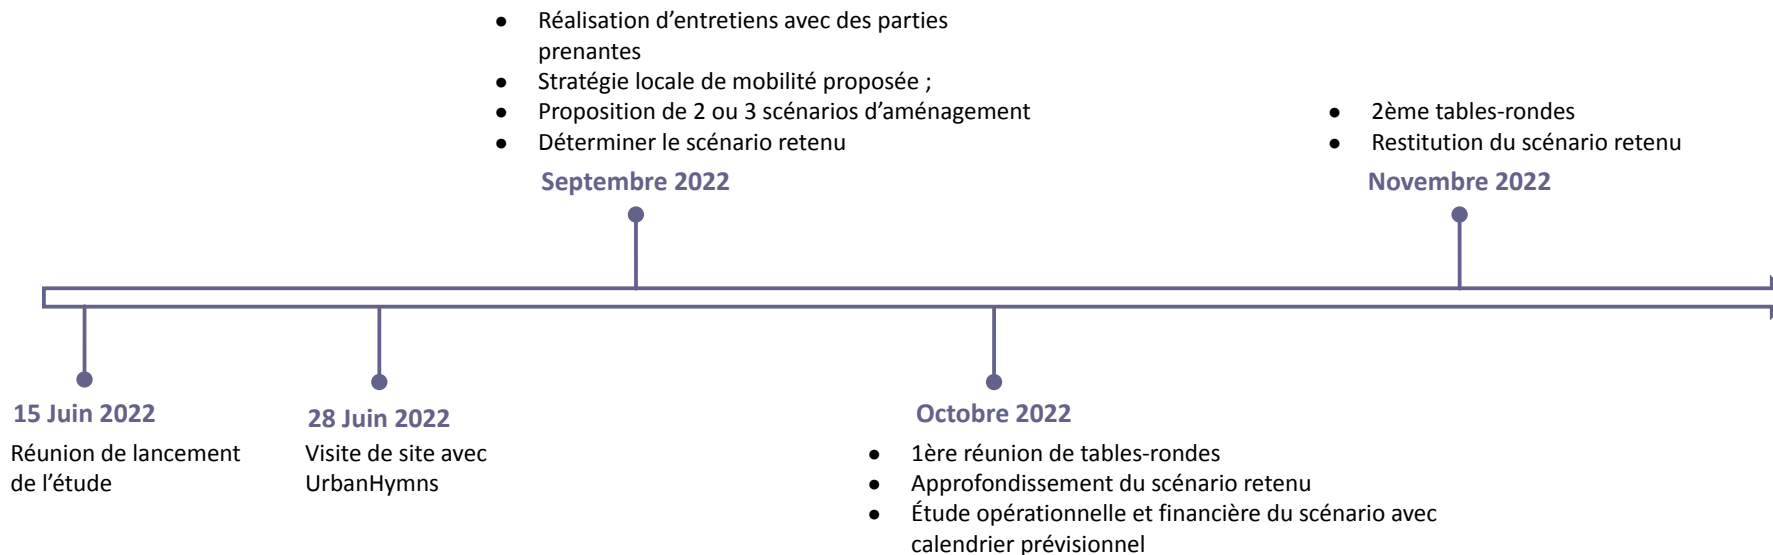 ● Réalisation d’entretiens avec des parties
prenantes
● Stratégie locale de mobilité proposée ;
● Proposition de 2 ou 3 scénarios d’aménagement
● Déterminer le scénario retenu
Septembre 2022
● 2ème tables-rondes
● Restitution du scénario retenu
Novembre 2022
15 Juin 2022
Réunion de lancement
de l’étude
28 Juin 2022
Visite de site avec
UrbanHymns
Octobre 2022
● 1ère réunion de tables-rondes
● Approfondissement du scénario retenu
● Étude opérationnelle et financière du scénario avec
calendrier prévisionnel